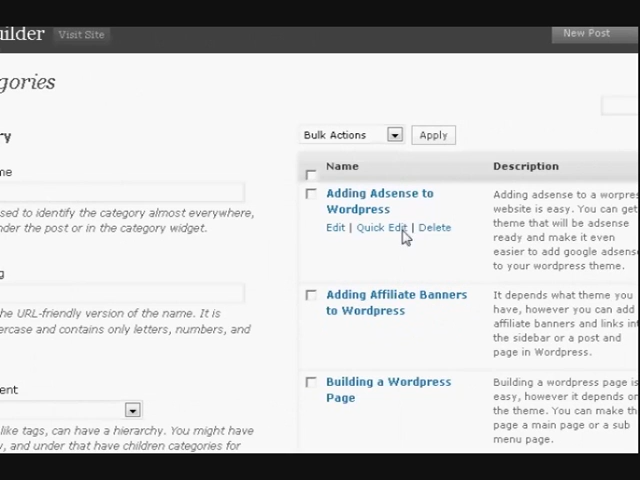 uilder Visit Site New Post
gories
ry
me
sed to identify the category almost everywhere,
nder the post or in the category widget.
g
he URL-friendly version of the name. It is
ercase and contains only letters, numbers, and
ent
like tags, can have a hierarchy. You might have
y, and under that have children categories for
Bulk Actions Apply
Name Description
Adding Adsense to
Wordpress
Edit | Quick Edit | Delete
Adding adsense to a worpres
website is easy. You can get
theme that will be adsense
ready and make it even
easier to add google adsens
to your wordpress theme.
Adding Affiliate Banners
to Wordpress
It depends what theme you
have, however you can add
affiliate banners and links in
the sidebar or a post and
page in Wordpress.
Building a Wordpress
Page
Building a wordpress page is
easy, however it depends or
the theme. You can make th
page a main page or a sub
menu page.